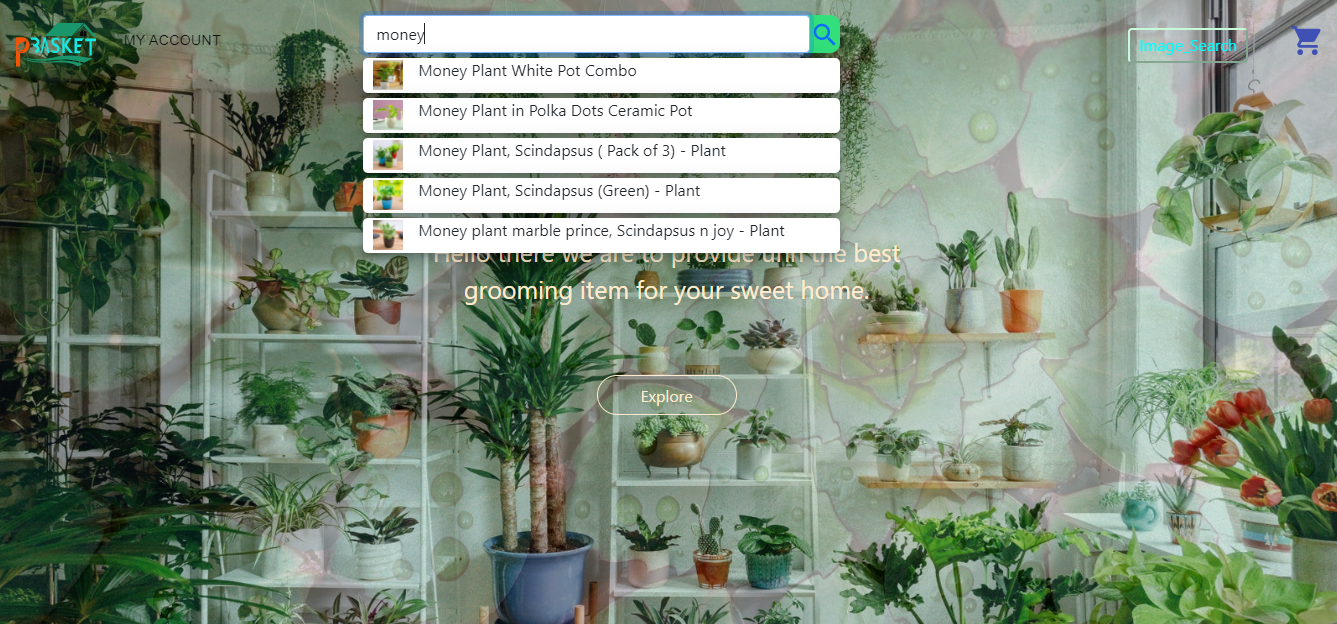 PBASKET
MY ACCOUNT
money
Image_Search
Money Plant White Pot Combo
Money Plant in Polka Dots Ceramic Pot
Money Plant, Scindapsus ( Pack of 3) - Plant
Money Plant, Scindapsus (Green) - Plant
Money plant marble prince, Scindapsus n joy - Plant
Hello there we are to provide unn the best
grooming item for your sweet home.
Explore